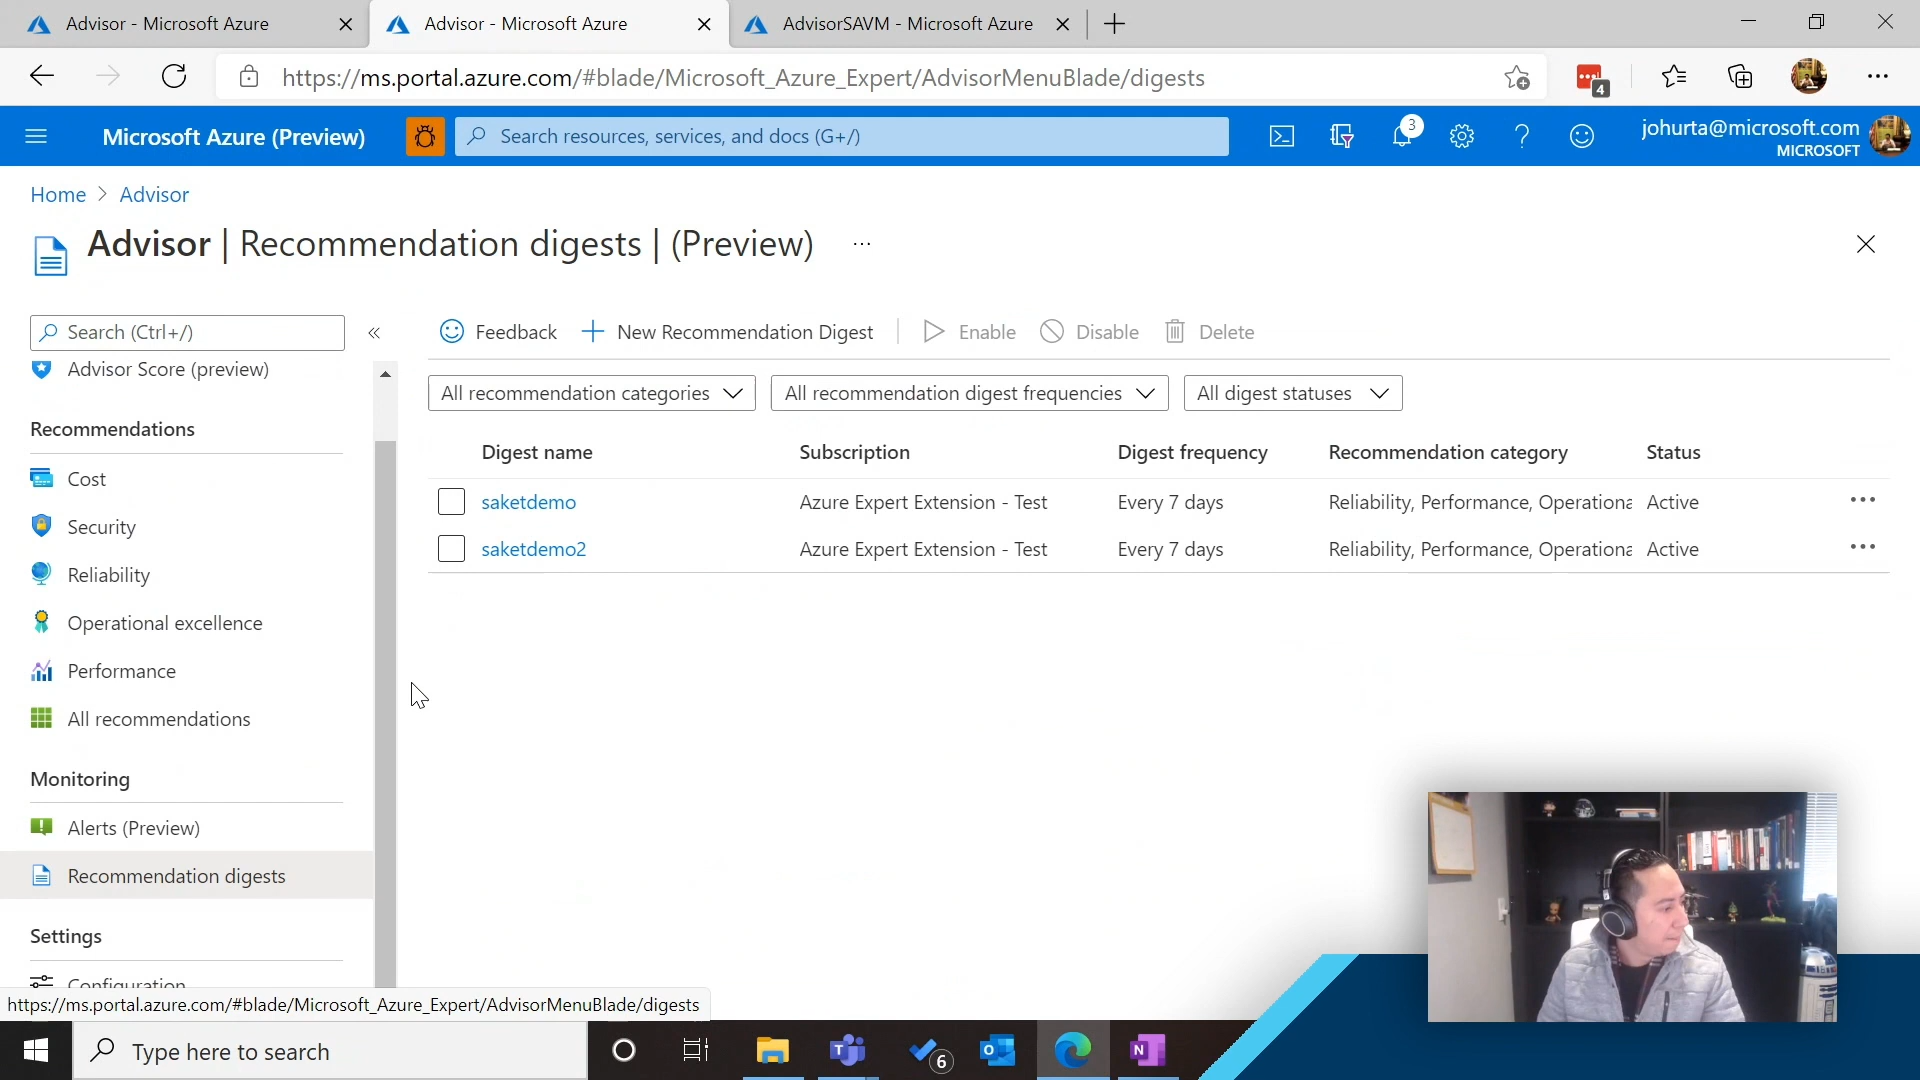 Advisor - Microsoft Azure
Advisor - Microsoft Azure
AdvisorSAVM - Microsoft Azure
https://ms.portal.azure.com/#blade/Microsoft_Azure_Expert/AdvisorMenuBlade/digests
4
Microsoft Azure (Preview)
Search resources, services, and docs (G+/)
3
johurta@microsoft.com
MICROSOFT
Home > Advisor
Advisor | Recommendation digests | (Preview) ...
Search (Ctrl+/)
«
Feedback
New Recommendation Digest
Enable
Disable
Delete
Advisor Score (preview)
Recommendations
Cost
Security
Reliability
Operational excellence
Performance
All recommendations
Monitoring
Alerts (Preview)
Recommendation digests
Settings
Configuration
All recommendation categories
All recommendation digest frequencies
All digest statuses
Digest name Subscription Digest frequency Recommendation category Status
saketdemo Azure Expert Extension - Test Every 7 days Reliability, Performance, Operationa Active ...
saketdemo2 Azure Expert Extension - Test Every 7 days Reliability, Performance, Operationa Active ...
https://ms.portal.azure.com/#blade/Microsoft_Azure_Expert/AdvisorMenuBlade/digests
Type here to search
6